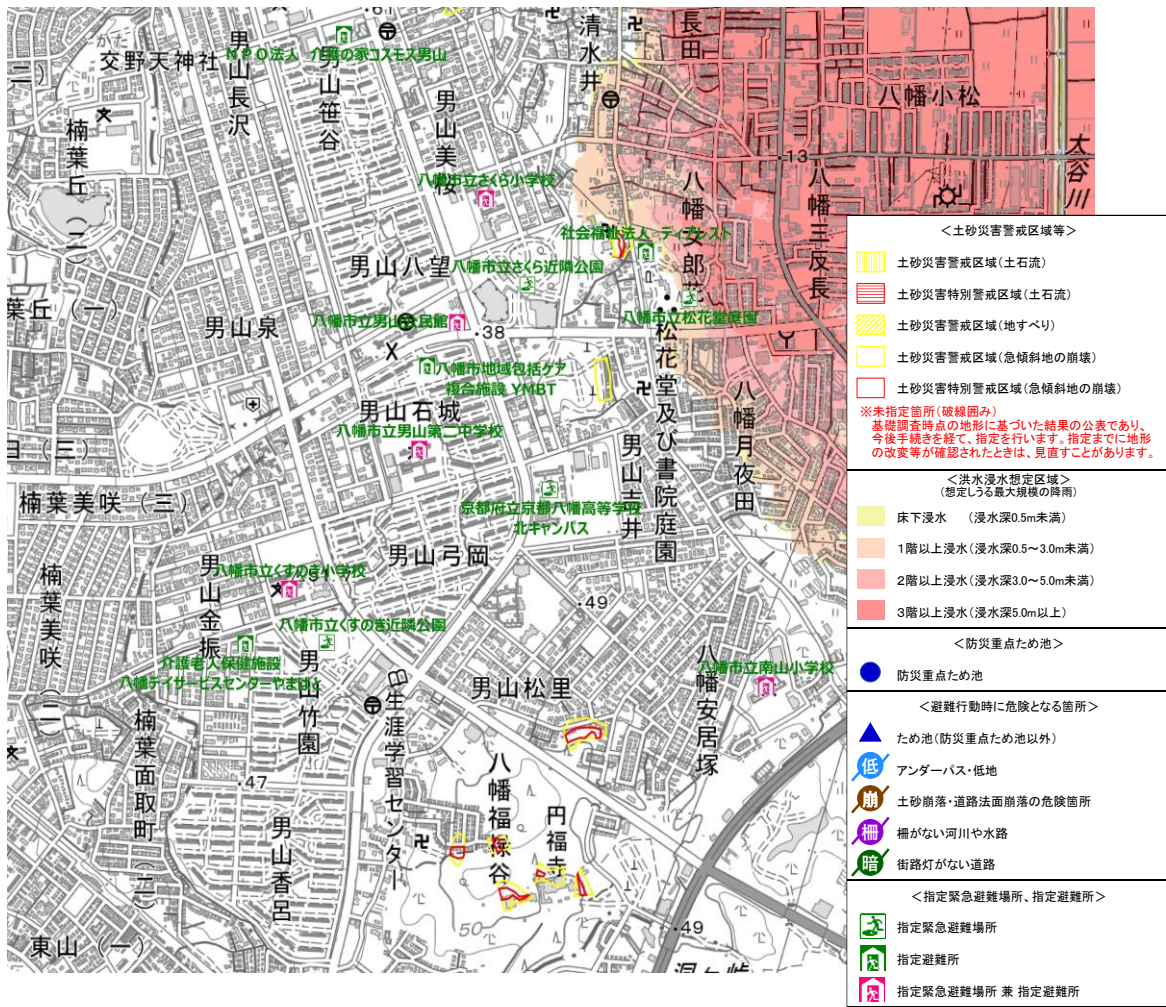 交野天神社
NPO法人 介護の家コスモス男山
61
清水井
長田
八幡小松
男山長沢
男山笹谷
男山美桜
楠葉丘(二)
13
大谷川
八幡市立さくら小学校
八幡女郎花
八幡三反長
社会福祉法人 ディアレスト
男山八望
八幡市立さくら近隣公園
葉丘(一)
男山泉
八幡市立男山公民館
38
八幡市立松花堂庭園
松花堂及び書院庭園
八幡市地域包括ケア
複合施設 YMBT
八幡月夜田
男山石城
八幡市立男山第二中学校
男山吉井
日(三)
楠葉美咲(三)
京都府立京都八幡高等学校
北キャンパス
男山弓岡
八幡市立くすのき小学校
51
楠葉美咲(二)
男山金振
49
八幡市立くすのき近隣公園
介護老人保健施設
八幡デイサービスセンターやまばと
男山竹園
生涯学習センター
男山松里
八幡市立南山小学校
八幡安居塚
楠葉面取町(二)
47
男山香呂
八幡福禄谷
円福寺
50
49
東山(一)
洞ヶ峠
<土砂災害警戒区域等>
土砂災害警戒区域(土石流)
土砂災害特別警戒区域(土石流)
土砂災害警戒区域(地すべり)
土砂災害警戒区域(急傾斜地の崩壊)
土砂災害特別警戒区域(急傾斜地の崩壊)
※未指定箇所(破線囲み)
基礎調査時点の地形に基づいた結果の公表であり、
今後手続きを経て、指定を行います。指定までに地形
の改変等が確認されたときは、見直すことがあります。
<洪水浸水想定区域>
(想定しうる最大規模の降雨)
床下浸水 (浸水深0.5m未満)
1階以上浸水(浸水深0.5~3.0m未満)
2階以上浸水(浸水深3.0~5.0m未満)
3階以上浸水(浸水深5.0m以上)
<防災重点ため池>
防災重点ため池
<避難行動時に危険となる箇所>
ため池(防災重点ため池以外)
低 アンダーパス・低地
崩 土砂崩落・道路法面崩落の危険箇所
柵 柵がない河川や水路
暗 街路灯がない道路
<指定緊急避難場所、指定避難所>
指定緊急避難場所
指定避難所
指定緊急避難場所 兼 指定避難所